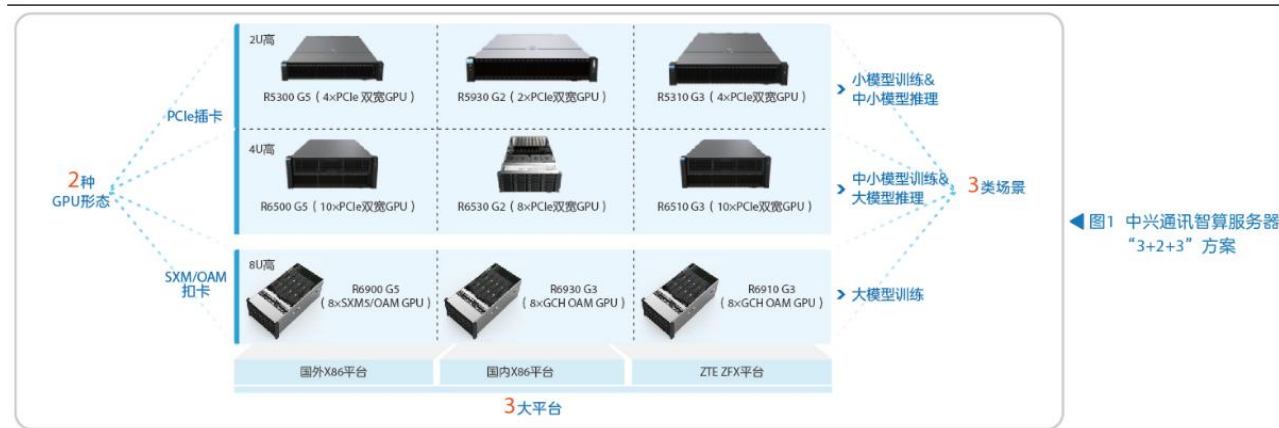 2U高
R5300 G5（4×PCIe 双宽GPU）
R5930 G2（2×PCIe双宽GPU）
R5310 G3（4×PCIe双宽GPU）
小模型训练&
中小模型推理
PCIe插卡
4U高
R6500 G5（10×PCIe双宽GPU）
R6530 G2（8×PCIe双宽GPU）
R6510 G3（10×PCIe双宽GPU）
中小模型训练&
大模型推理
2种
GPU形态
3类场景
SXM/OAM
扣卡
8U高
R6900 G5
（8×SXM5/OAM GPU）
R6930 G3
（8×GCH OAM GPU）
R6910 G3
（8×GCH OAM GPU）
大模型训练
国外X86平台
国内X86平台
ZTE ZFX平台
3大平台
图1 中兴通讯智算服务器
“3+2+3”方案